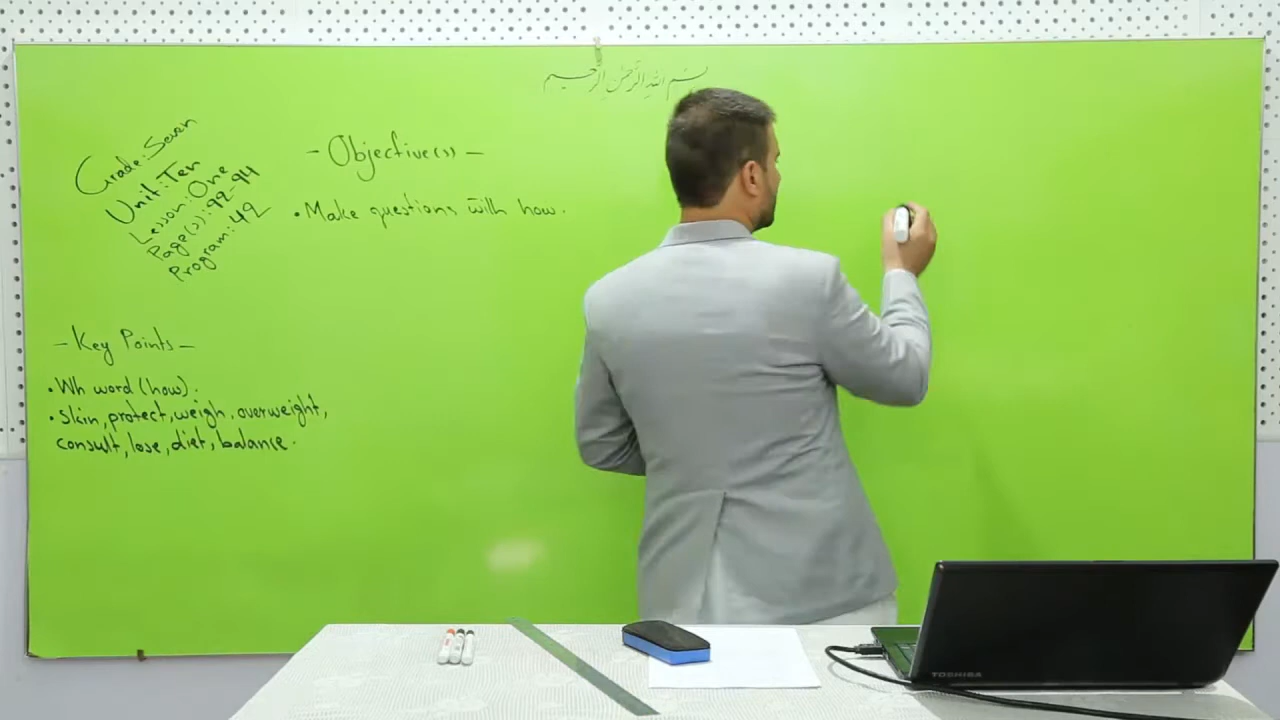 بسم الله الرحمن الرحیم
Grade: Seven
Unit: Ten
Lesson: One
Page(s): 92-94
Program: 42
- Objective(s) -
• Make questions with how.
- Key Points -
• Wh word (how).
• Skin, protect, weigh, overweight,
consult, lose, diet, balance.
TOSHIBA